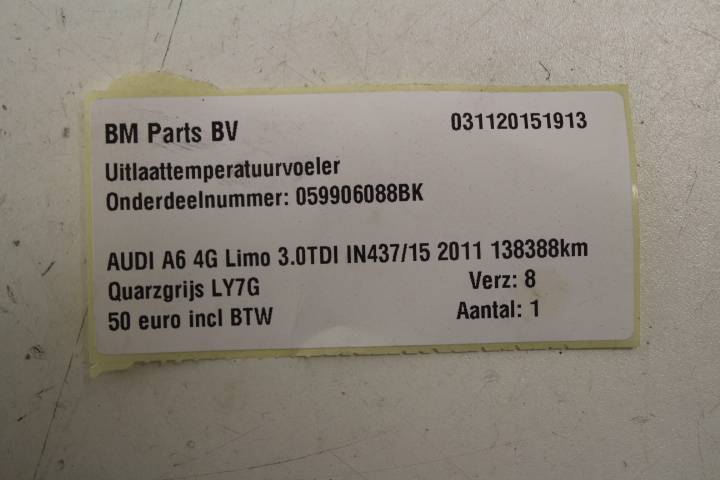 BM Parts BV 031120151913
Uitlaattemperatuurvoeler
Onderdeelnummer: 059906088BK
AUDI A6 4G Limo 3.0TDI IN437/15 2011 138388km
Quarzgrijs LY7G Verz: 8
50 euro incl BTW Aantal: 1